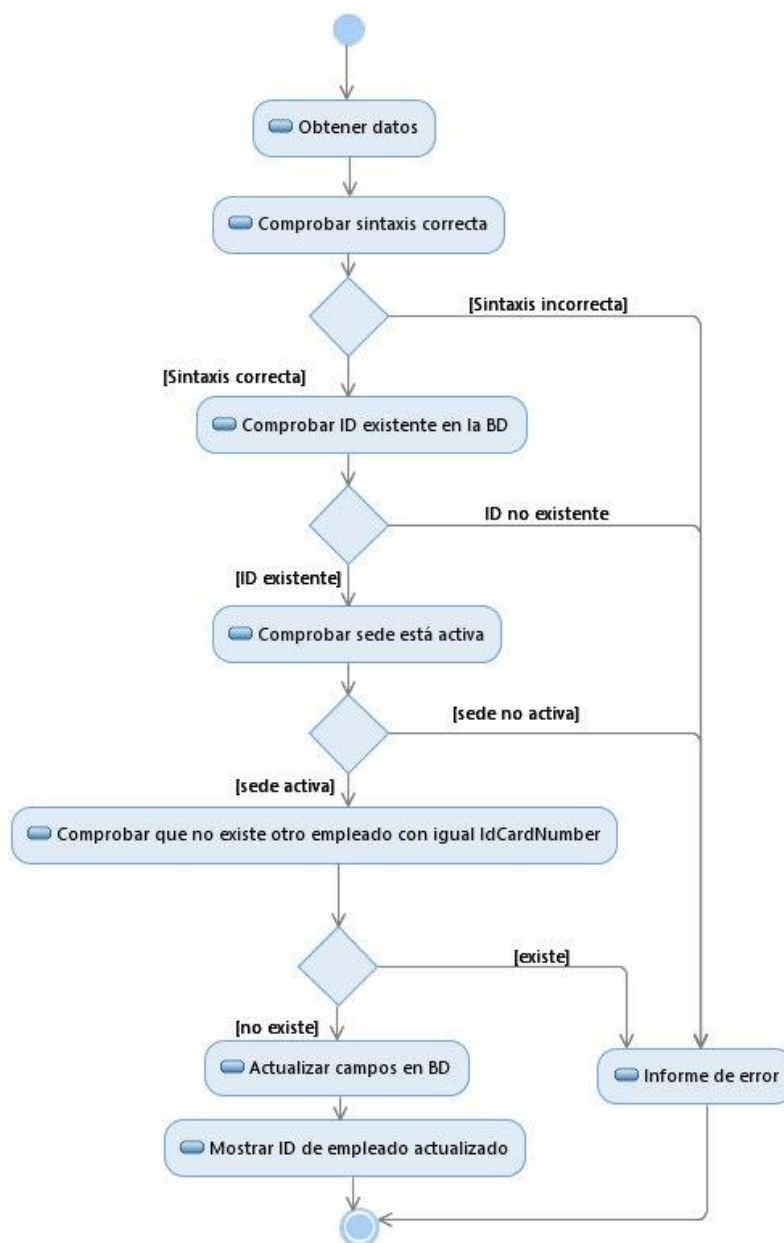 Obtener datos
Comprobar sintaxis correcta
[Sintaxis incorrecta]
[Sintaxis correcta]
Comprobar ID existente en la BD
ID no existente
[ID existente]
Comprobar sede está activa
[sede no activa]
[sede activa]
Comprobar que no existe otro empleado con igual IdCardNumber
[existe]
[no existe]
Actualizar campos en BD
Informe de error
Mostrar ID de empleado actualizado